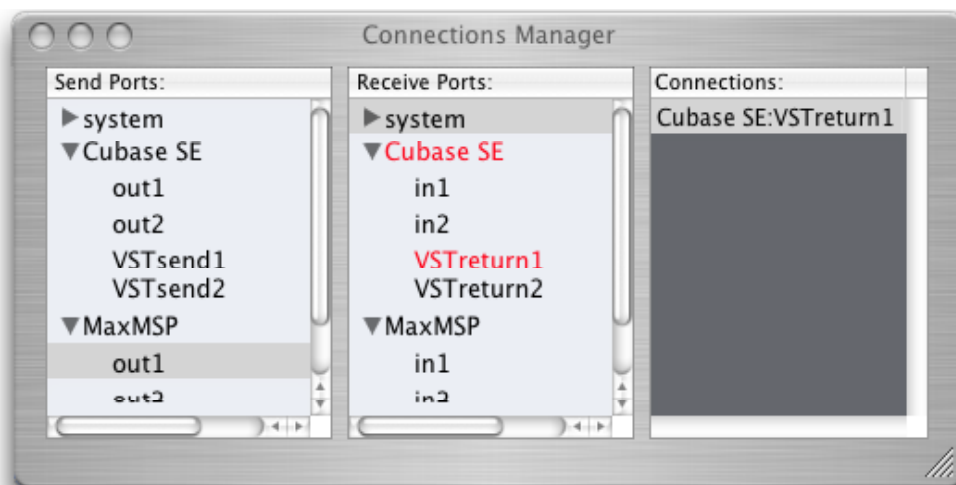 Connections Manager
Send Ports:
system
Cubase SE
out1
out2
VSTsend1
VSTsend2
MaxMSP
out1
Receive Ports:
system
Cubase SE
in1
in2
VSTreturn1
VSTreturn2
MaxMSP
in1
Connections:
Cubase SE:VSTreturn1